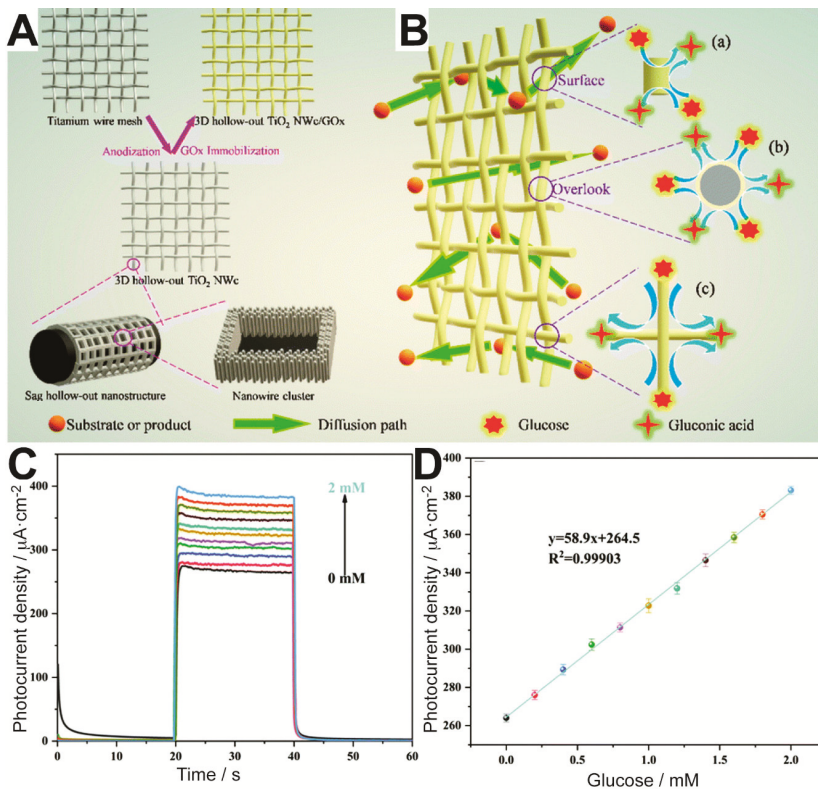 A
Titanium wire mesh
3D hollow-out TiO2 NWc/GOx
Anodization
GOx Immobilization
3D hollow-out TiO2 NWc
Sag hollow-out nanostructure
Nanowire cluster
B
Surface
(a)
Overlook
(b)
(c)
Substrate or product
Diffusion path
Glucose
Gluconic acid
C
Photocurrent density / μA·cm-2
400
300
200
100
0
2 mM
0 mM
0
20
40
60
Time / s
D
Photocurrent density / μA·cm-2
400
380
360
340
320
300
280
260
y=58.9x+264.5
R2=0.99903
0.0
0.5
1.0
1.5
2.0
Glucose / mM